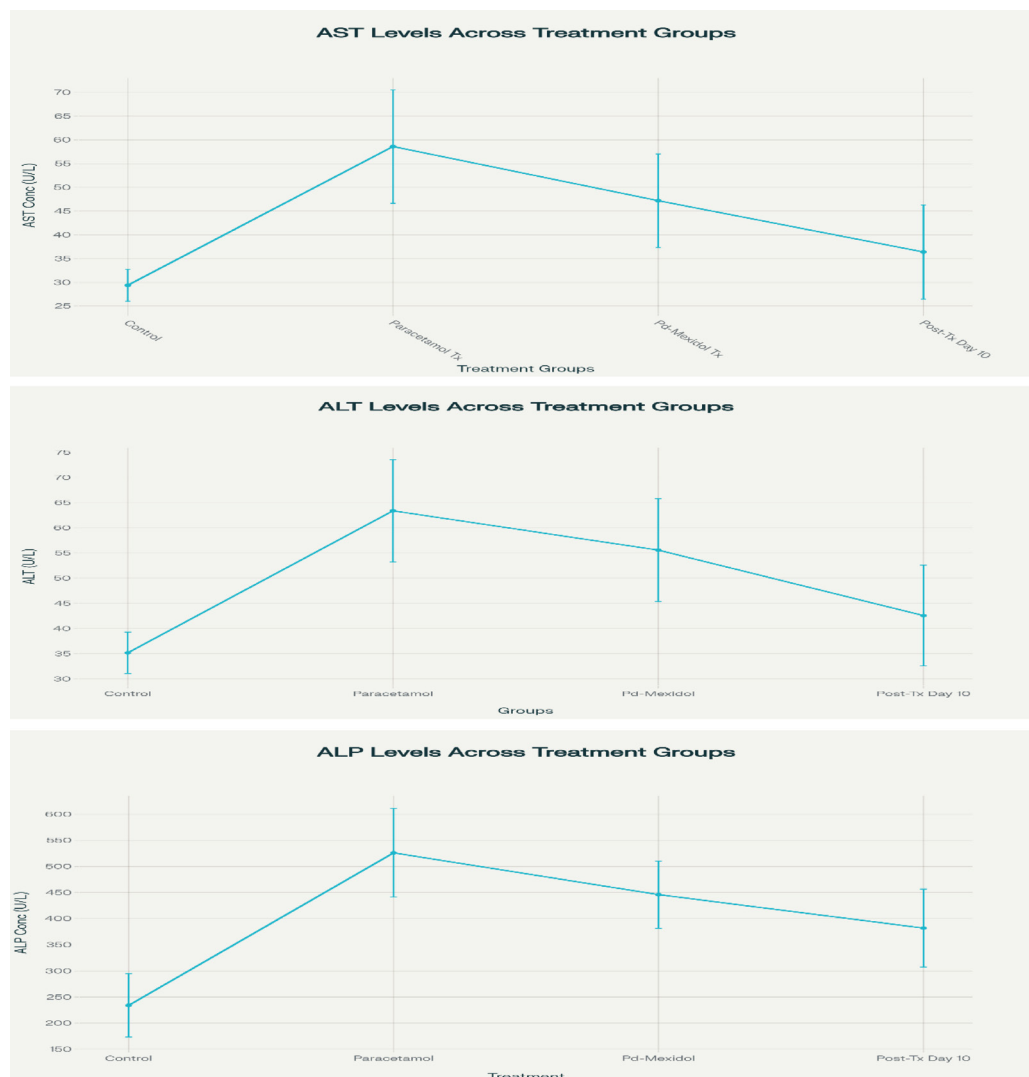 AST Levels Across Treatment Groups
AST Conc (U/L)
70
65
60
55
50
45
40
35
30
25
Control
Paracetamol Tx
Pd-Mexidol Tx
Post-Tx Day 10
Treatment Groups
ALT Levels Across Treatment Groups
ALT (U/L)
75
70
65
60
55
50
45
40
35
30
Control
Paracetamol
Pd-Mexidol
Post-Tx Day 10
Groups
ALP Levels Across Treatment Groups
ALP Conc (U/L)
600
550
500
450
400
350
300
250
200
150
Control
Paracetamol
Pd-Mexidol
Post-Tx Day 10
Treatment